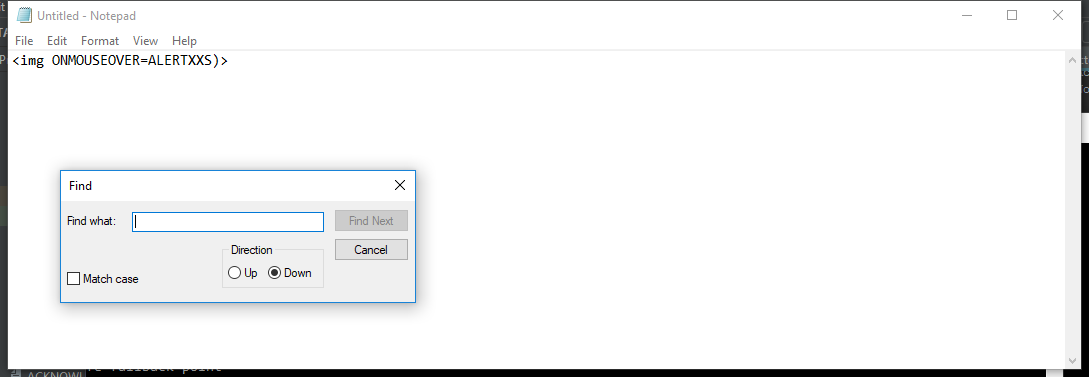 Untitled - Notepad
File Edit Format View Help
<img ONMOUSEOVER=ALERTXXS)>
Find
Find what:
Find Next
Direction
Cancel
Up Down
Match case
ACKNOWL